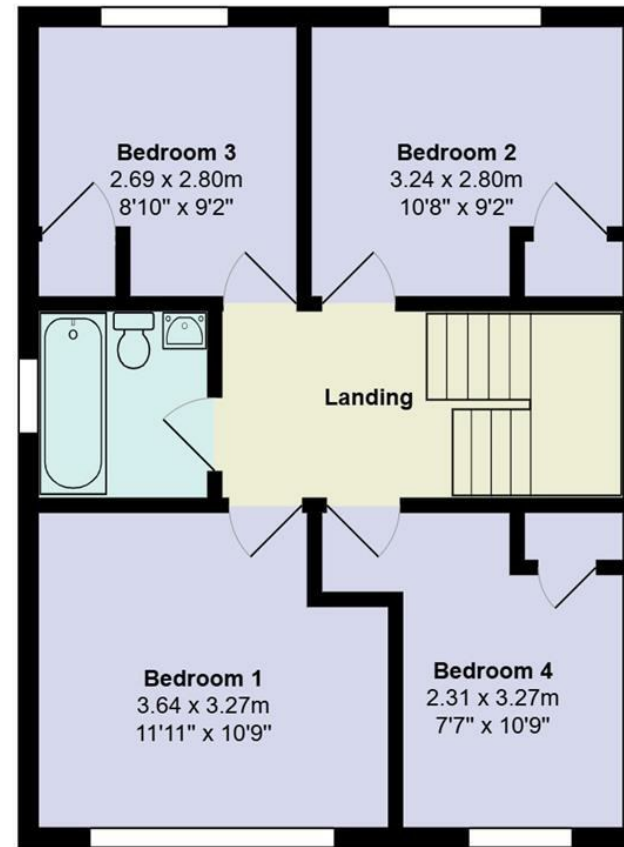 Bedroom 3
2.69 x 2.80m
8'10" x 9'2"
Bedroom 2
3.24 x 2.80m
10'8" x 9'2"
Landing
Bedroom 1
3.64 x 3.27m
11'11" x 10'9"
Bedroom 4
2.31 x 3.27m
7'7" x 10'9"